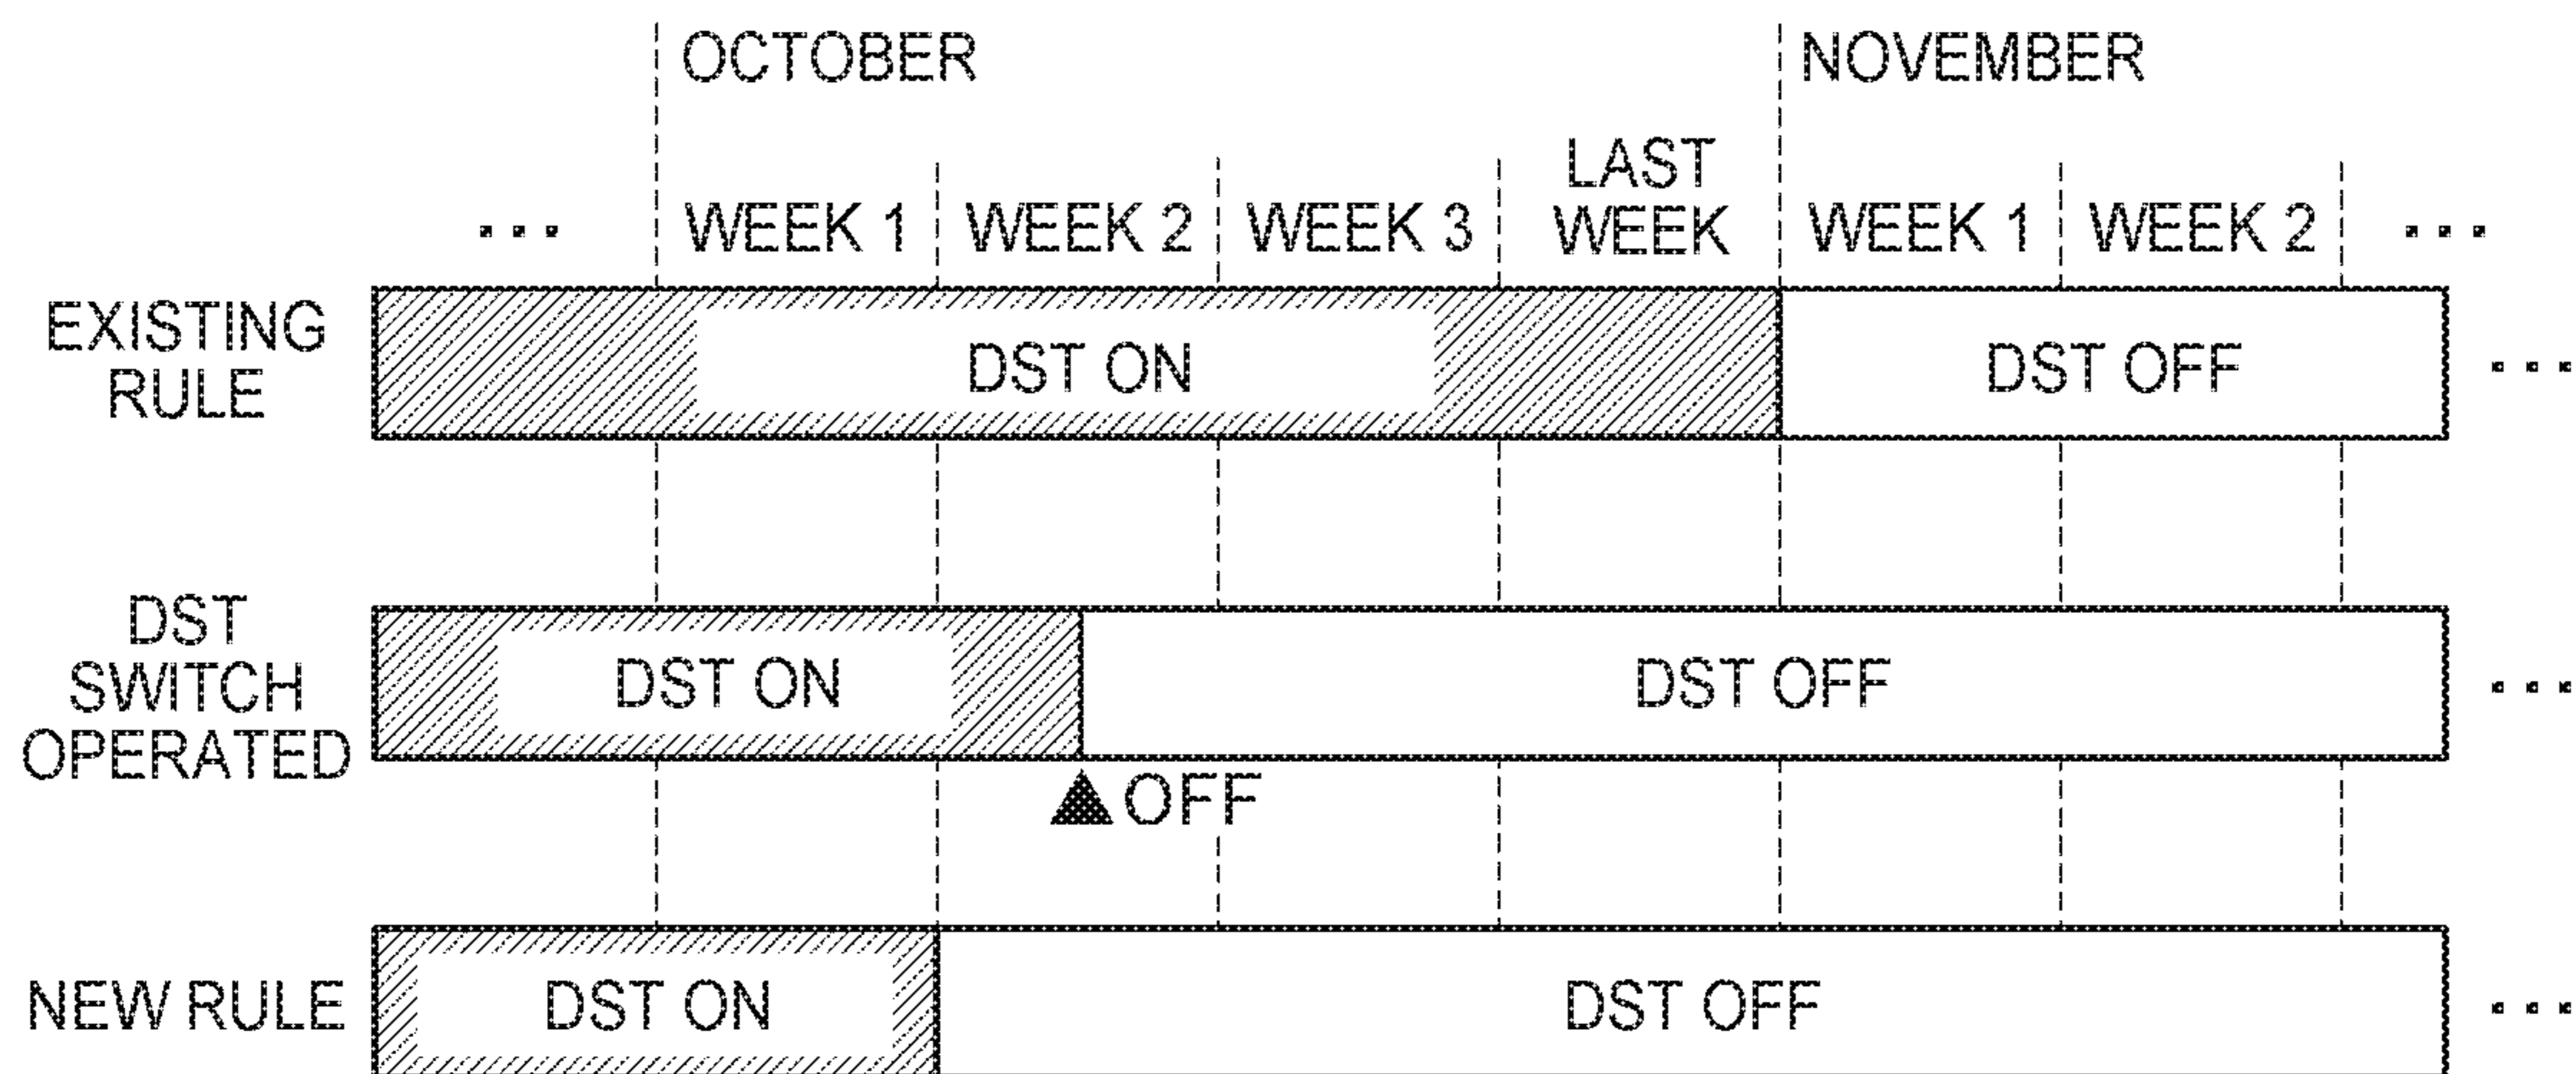 OCTOBER
NOVEMBER
... WEEK 1 WEEK 2 WEEK 3 LAST WEEK WEEK 1 WEEK 2 ...
EXISTING
RULE
DST ON
DST OFF
...
DST
SWITCH
OPERATED
DST ON
DST OFF
...
▲OFF
NEW RULE
DST ON
DST OFF
...